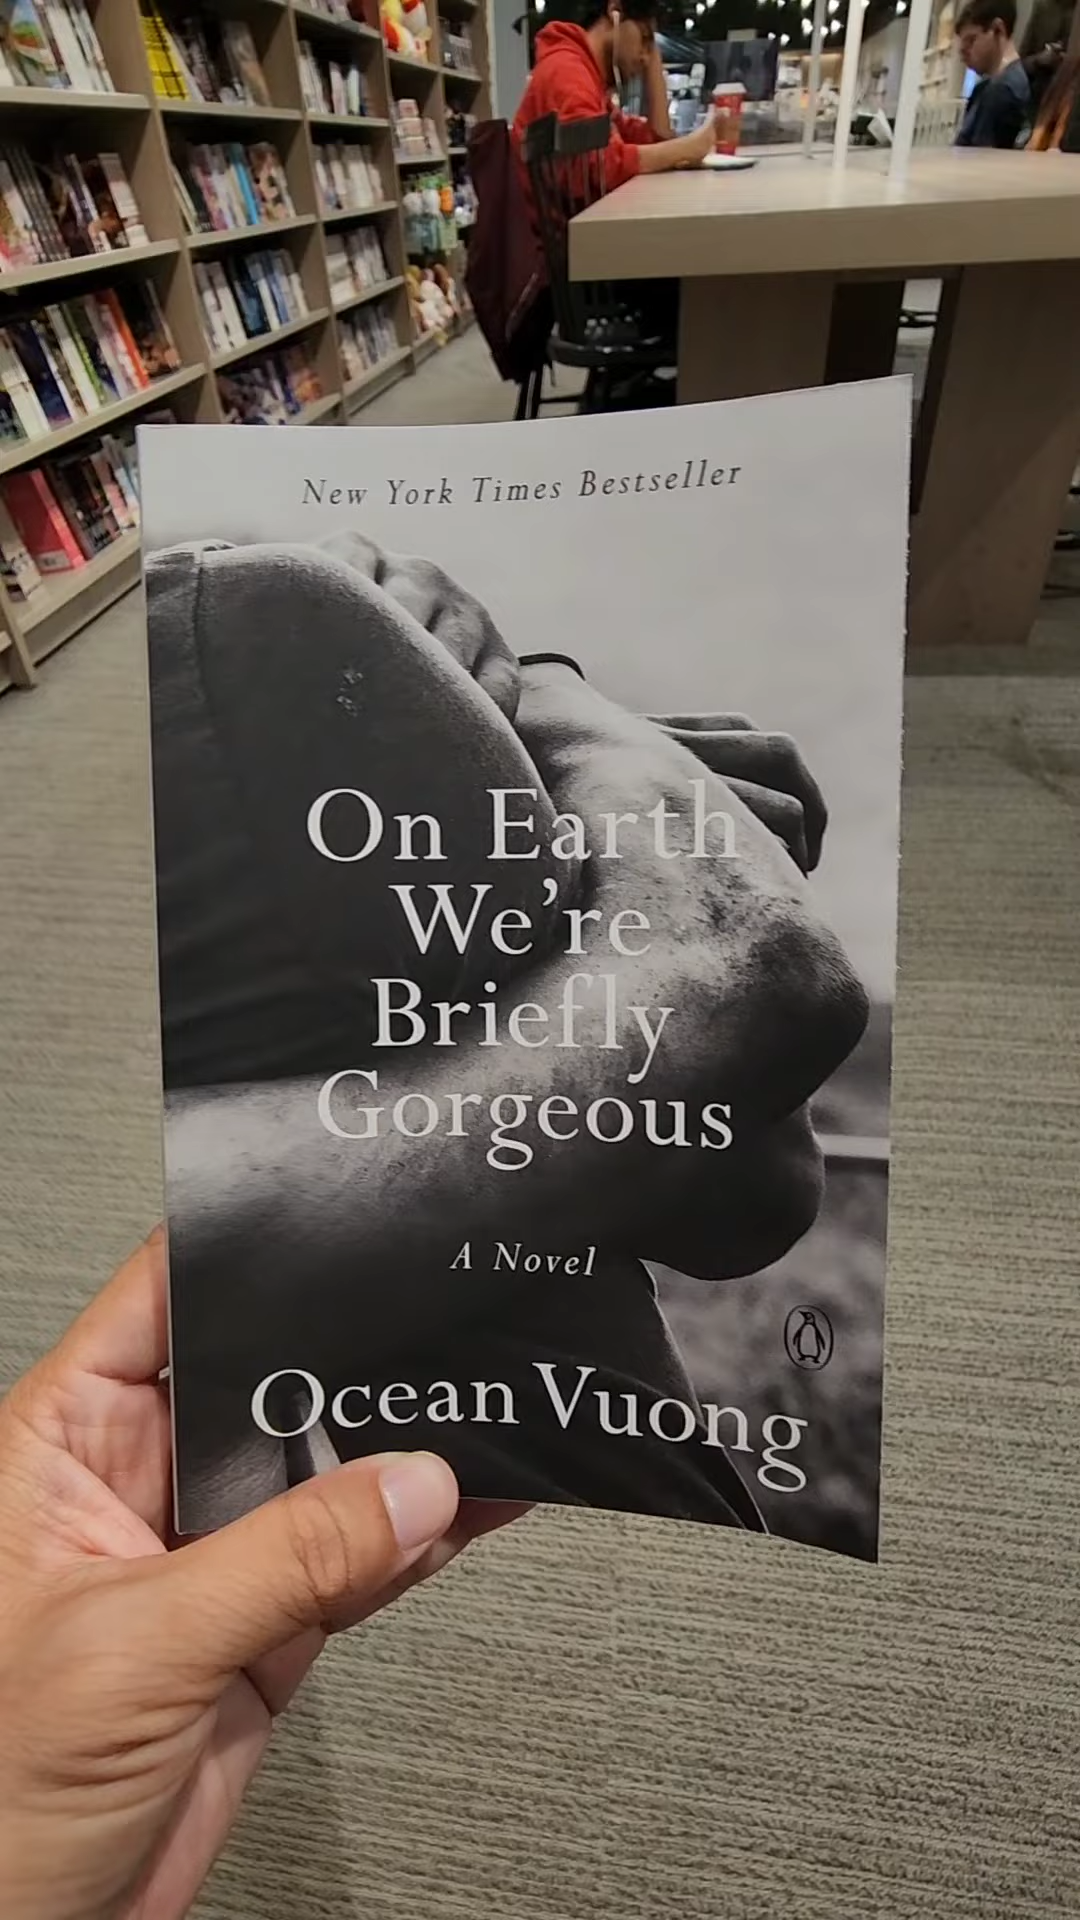 New York Times Bestseller
On Earth
We're
Briefly
Gorgeous
A Novel
Ocean Vuong